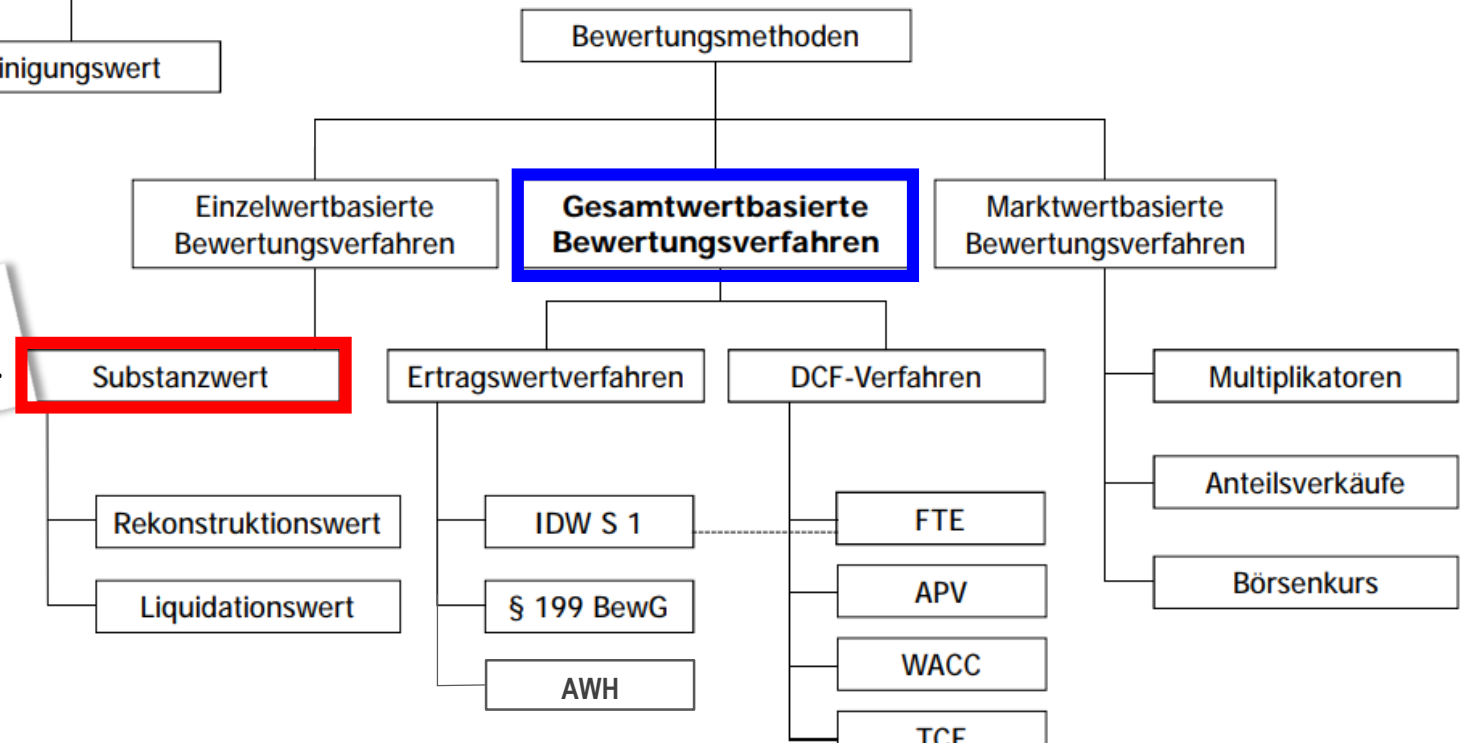 Bewertungsmethoden
inigungswert
Einzelwertbasierte
Bewertungsverfahren
Gesamtwertbasierte
Bewertungsverfahren
Marktwertbasierte
Bewertungsverfahren
Substanzwert
Ertragswertverfahren
DCF-Verfahren
Multiplikatoren
Anteilsverkäufe
Rekonstruktionswert
IDW S 1
FTE
Börsenkurs
Liquidationswert
§ 199 BewG
APV
WACC
AWH
TCF